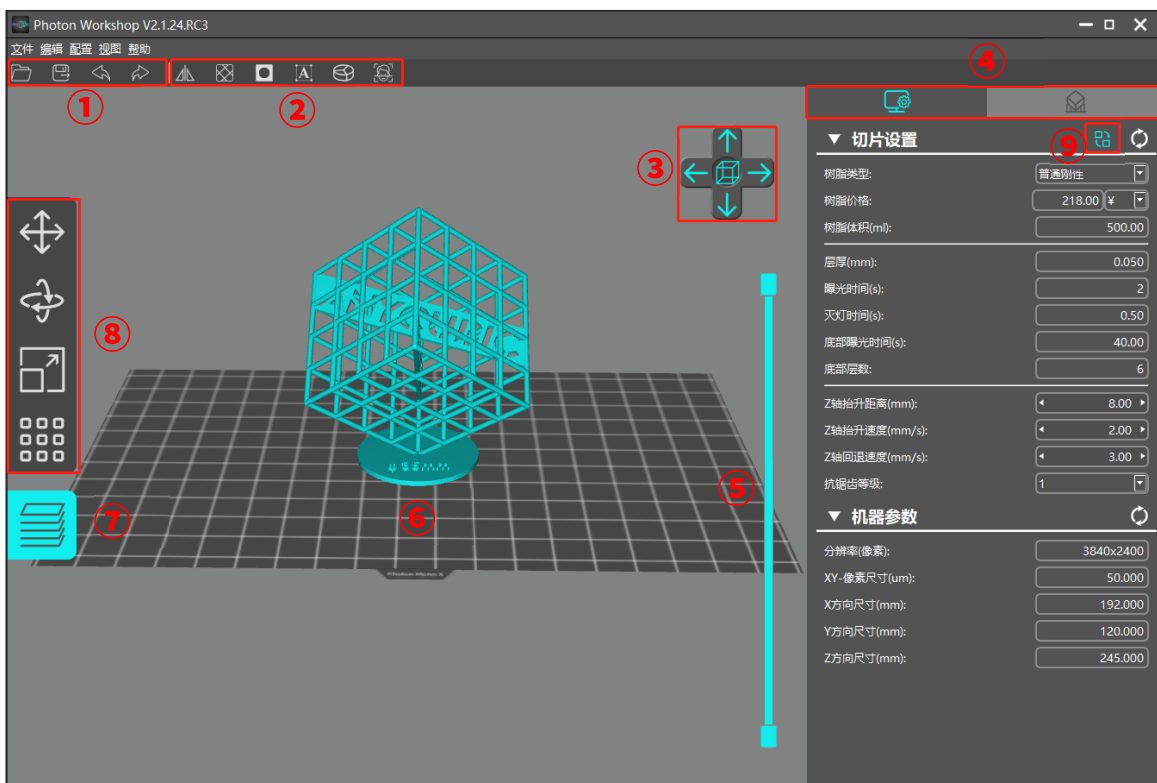 Photon Workshop V2.1.24.RC3
文件 编辑 配置 视图 帮助
①
②
③
④
⑨
切片设置
树脂类型: 普通刚性
树脂价格: 218.00 ¥
树脂体积(ml): 500.00
层厚(mm): 0.050
曝光时间(s): 2
灭灯时间(s): 0.50
底部曝光时间(s): 40.00
底部层数: 6
Z轴抬升距离(mm): 8.00
Z轴抬升速度(mm/s): 2.00
Z轴回退速度(mm/s): 3.00
抗锯齿等级: 1
机器参数
分辨率(像素): 3840x2400
XY-像素尺寸(um): 50.000
X方向尺寸(mm): 192.000
Y方向尺寸(mm): 120.000
Z方向尺寸(mm): 245.000
⑧
⑤
⑦
⑥